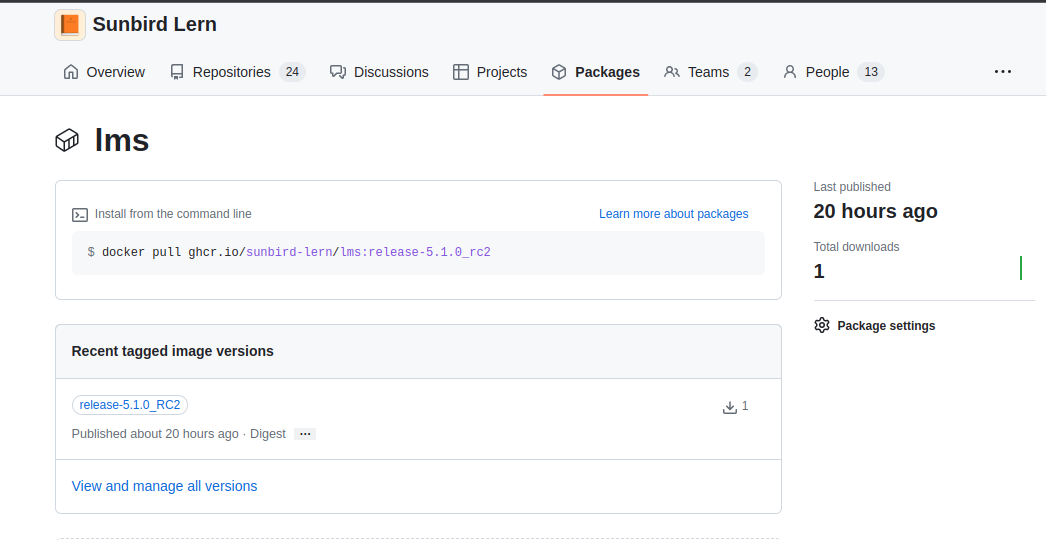 Sunbird Lern
Overview Repositories 24 Discussions Projects Packages Teams 2 People 13 ...
lms
Install from the command line Learn more about packages
$ docker pull ghcr.io/sunbird-lern/lms:release-5.1.0_rc2
Recent tagged image versions
release-5.1.0_RC2 1
Published about 20 hours ago · Digest ...
View and manage all versions
Last published
20 hours ago
Total downloads
1
Package settings